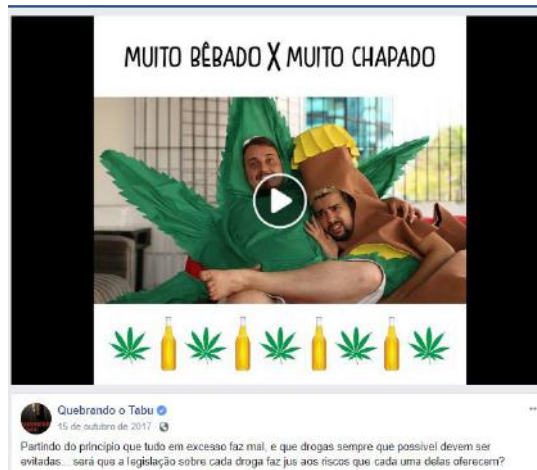 MUITO BÊBADO X MUITO CHAPADO
Quebrando o Tabu
15 de outubro de 2017
Partindo do princípio que tudo em excesso faz mal, e que drogas sempre que possível devem ser
evitadas... será que a legislação sobre cada droga faz jus aos riscos que cada uma delas oferecem?